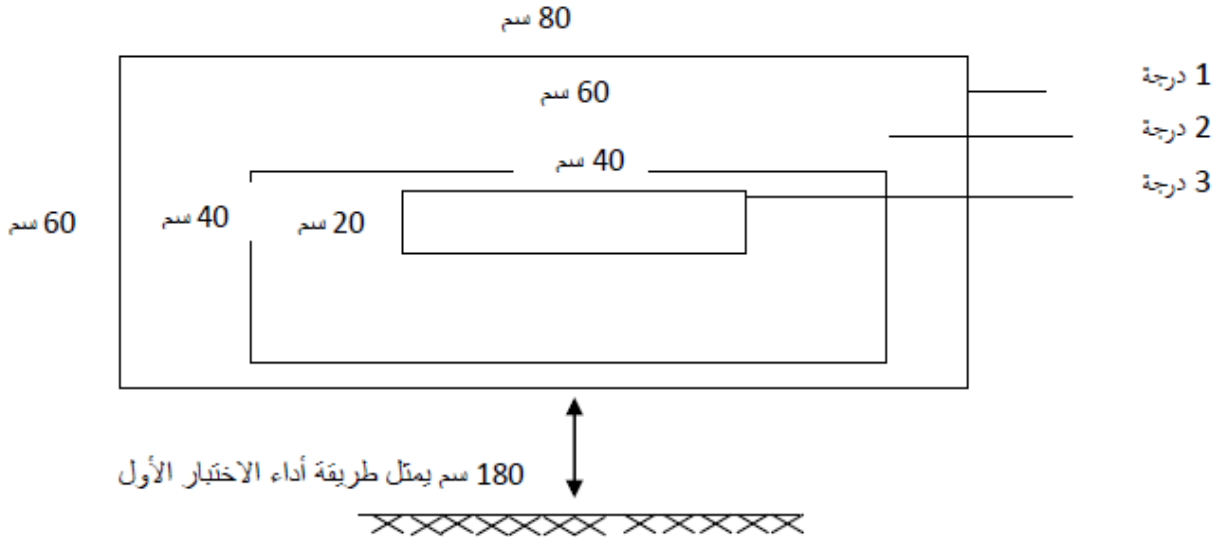 80 سم
1 درجة
60 سم
2 درجة
40 سم
3 درجة
20 سم
40 سم
60 سم
180 سم يمثل طريقة أداء الاختبار الأول